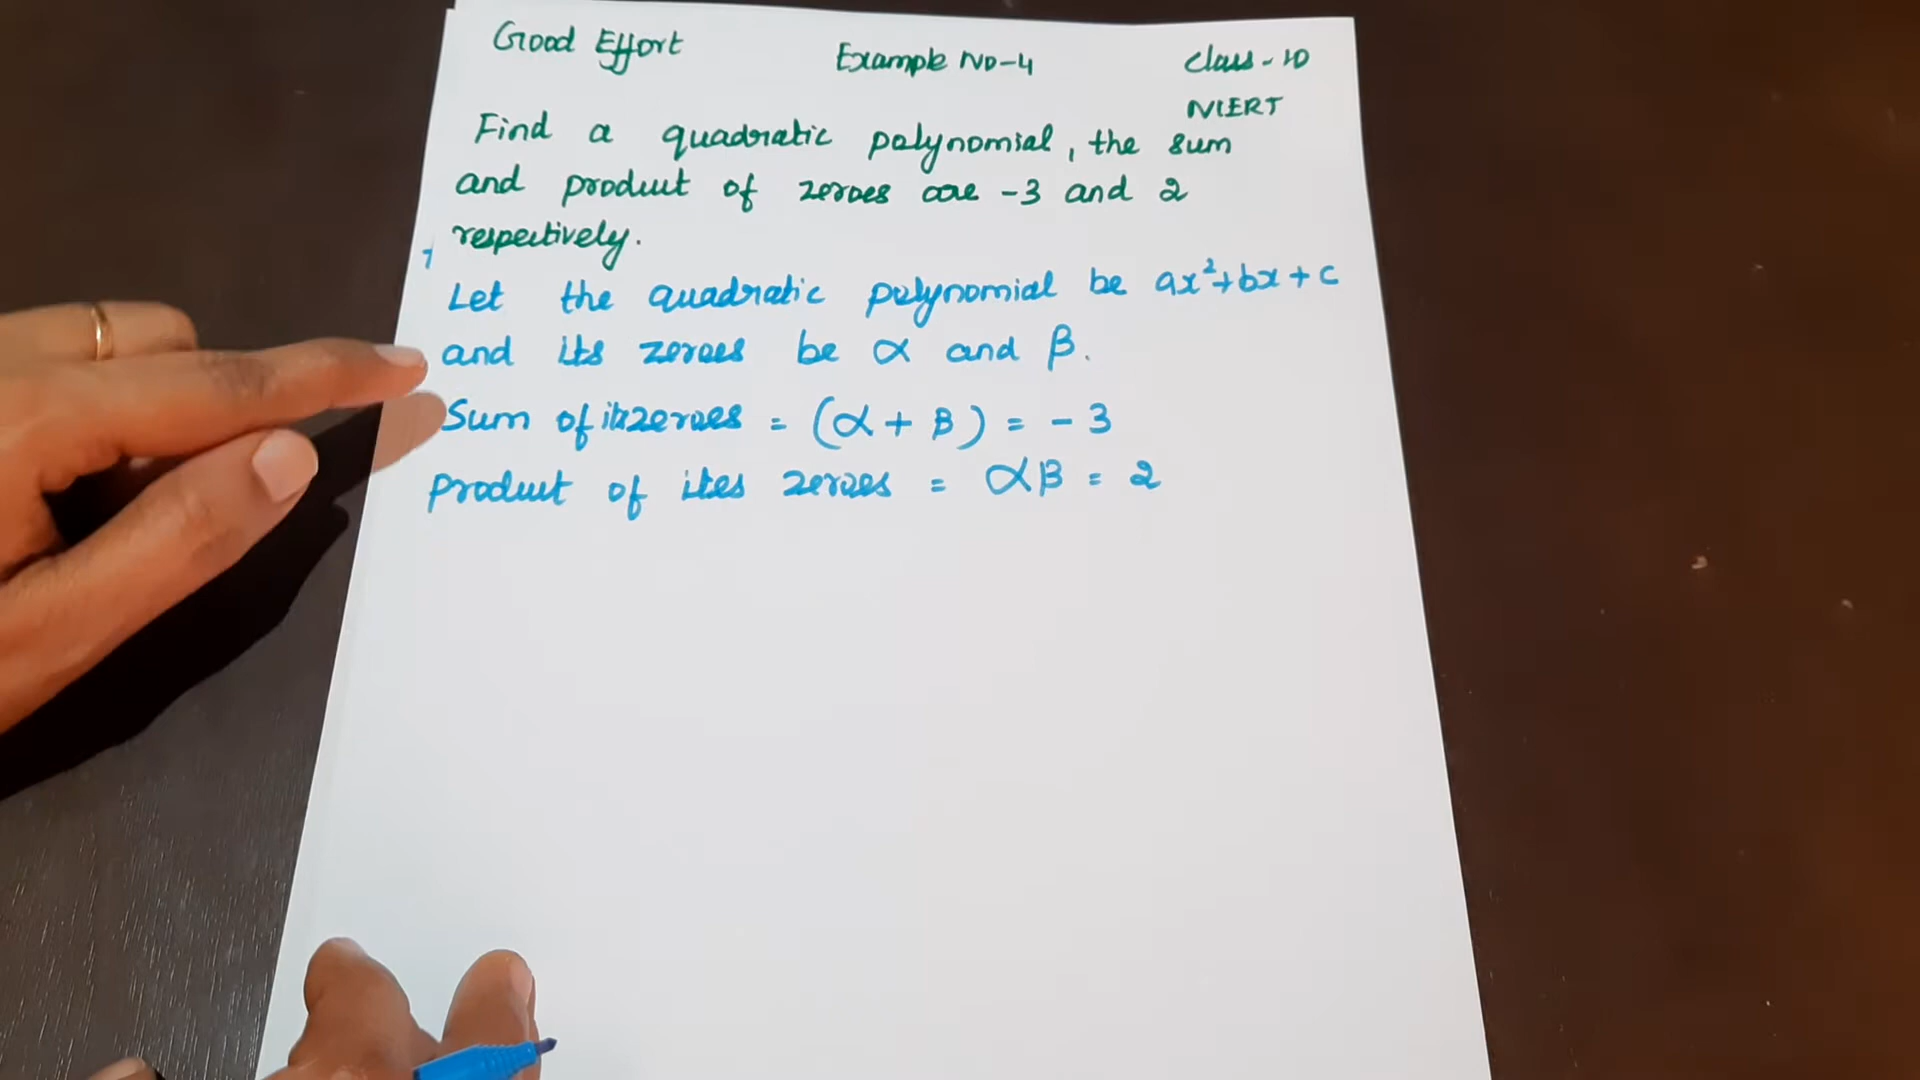 Good Effort Example No-4 Class-10
NCERT
Find a quadratic polynomial, the sum
and product of zeroes are -3 and 2
respectively.
Let the quadratic polynomial be ax²+bx+c
and its zeroes be α and β.
Sum of its zeroes = (α + β) = -3
product of ites zeroes = αβ = 2